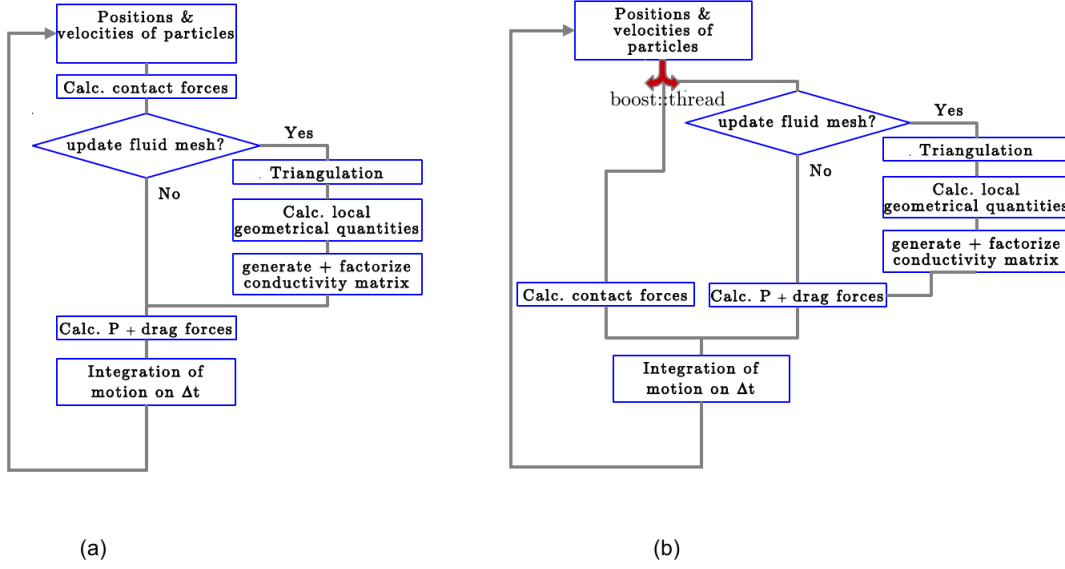 Positions &
velocities of particles
Calc. contact forces
update fluid mesh?
Yes
No
Triangulation
Calc. local
geometrical quantities
generate + factorize
conductivity matrix
Calc. P + drag forces
Integration of
motion on Δt
(a)
Positions &
velocities of
particles
boost::thread
update fluid mesh?
Yes
No
Triangulation
Calc. local
geometrical quantities
generate + factorize
conductivity matrix
Calc. contact forces
Calc. P + drag forces
Integration of
motion on Δt
(b)